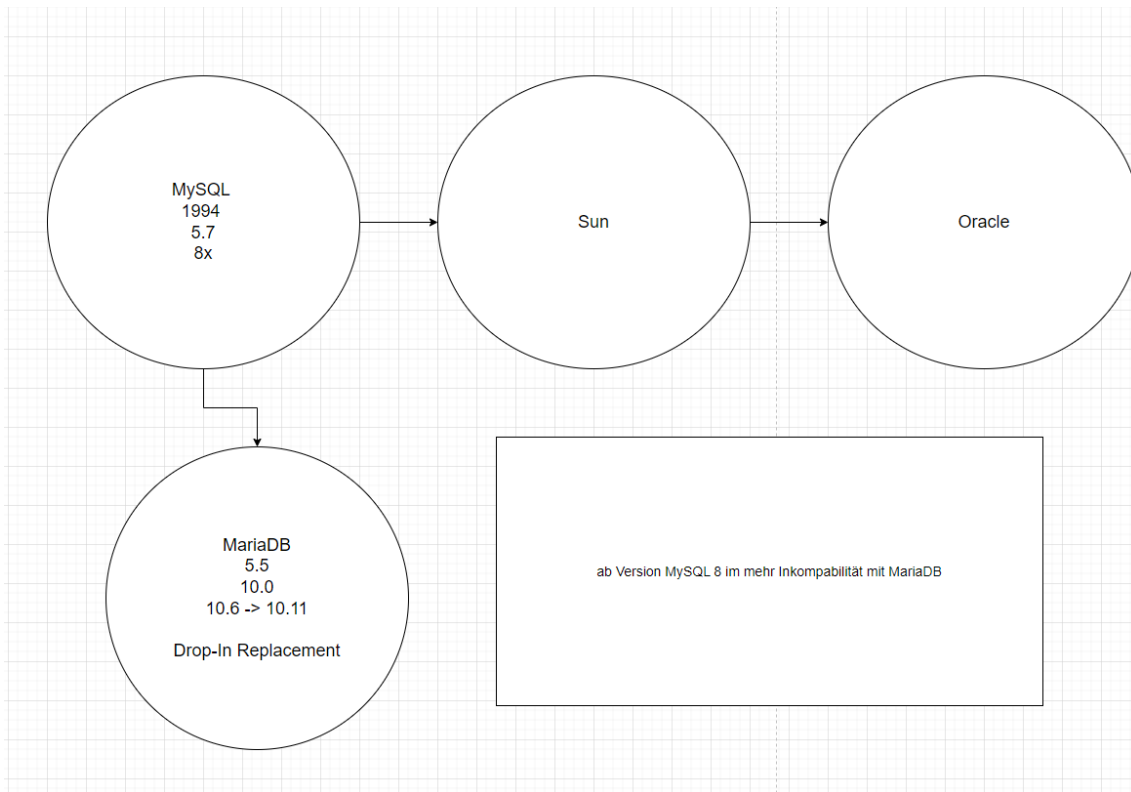 MySQL
1994
5.7
8x
Sun
Oracle
MariaDB
5.5
10.0
10.6 -> 10.11
Drop-In Replacement
ab Version MySQL 8 im mehr Inkompabilität mit MariaDB